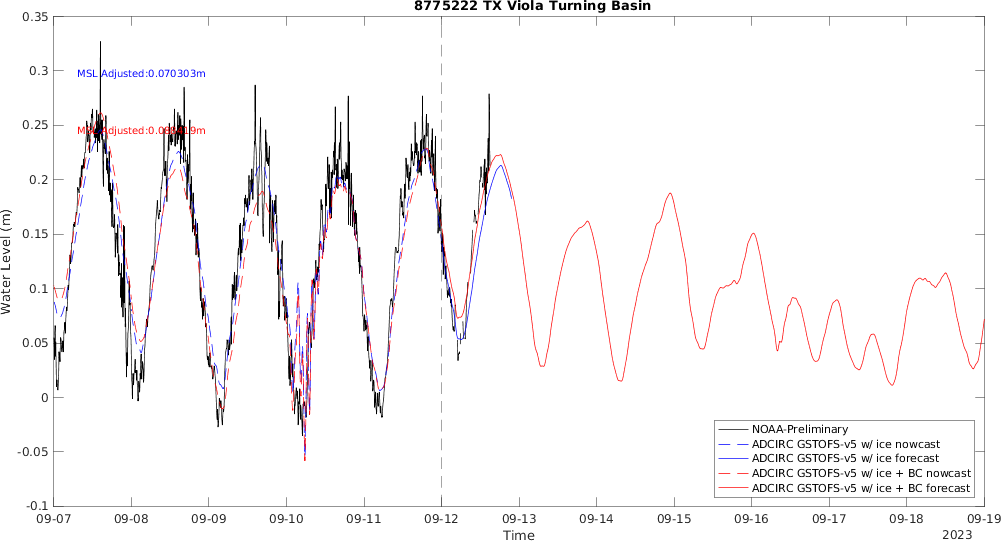 8775222 TX Viola Turning Basin
0.35
0.3
0.25
0.2
0.15
0.1
0.05
0
-0.05
-0.1
Water Level (m)
MSL Adjusted:0.070303m
Adjusted:
NOAA-Preliminary
ADCIRC GSTOFS-v5 w/ ice nowcast
ADCIRC GSTOFS-v5 w/ ice forecast
ADCIRC GSTOFS-v5 w/ ice + BC nowcast
ADCIRC GSTOFS-v5 w/ ice + BC forecast
09-07 09-08 09-09 09-10 09-11 09-12 09-13 09-14 09-15 09-16 09-17 09-18 09-19
Time
2023